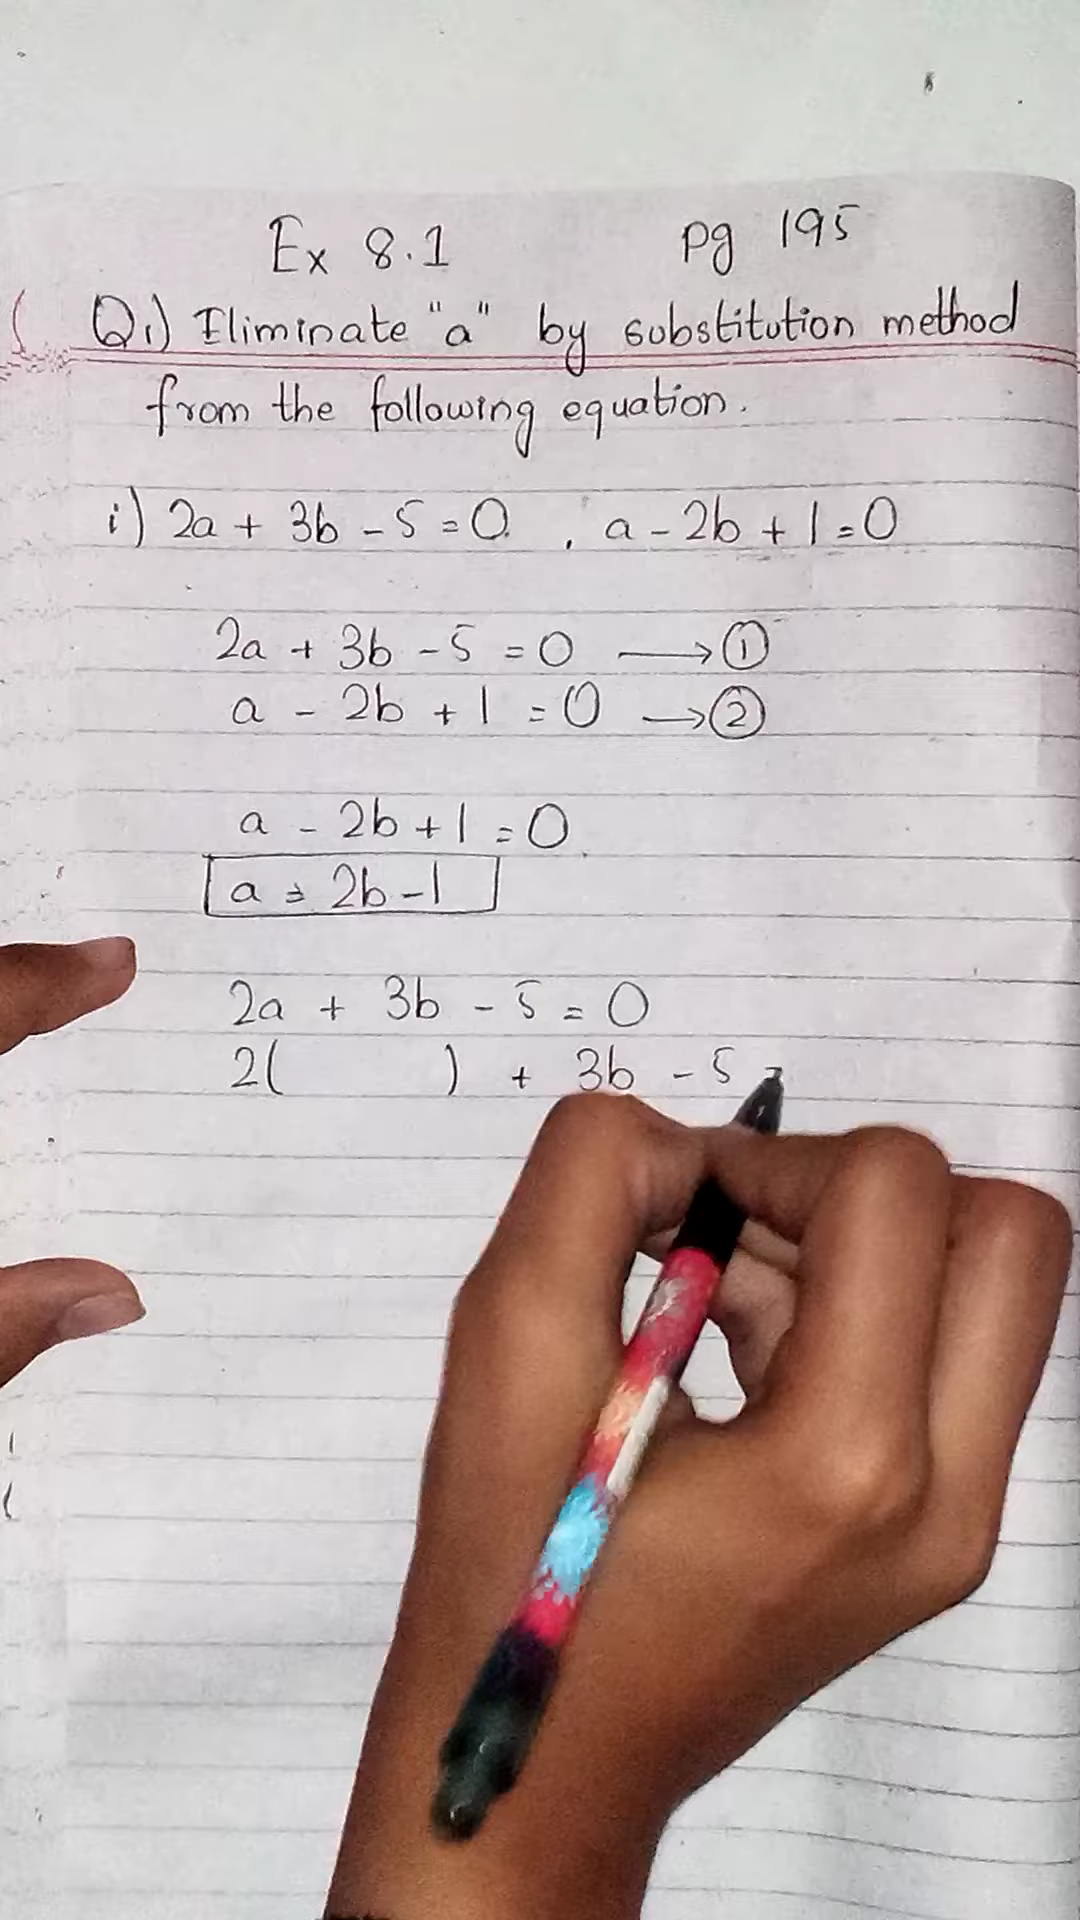 Ex 8.1 pg 195
Q1) Eliminate "a" by substitution method
from the following equation.
i) 2a + 3b - 5 = 0 , a - 2b + 1 = 0
2a + 3b - 5 = 0 → ①
a - 2b + 1 = 0 → ②
a - 2b + 1 = 0
a = 2b - 1
2a + 3b - 5 = 0
2( ) + 3b - 5 =